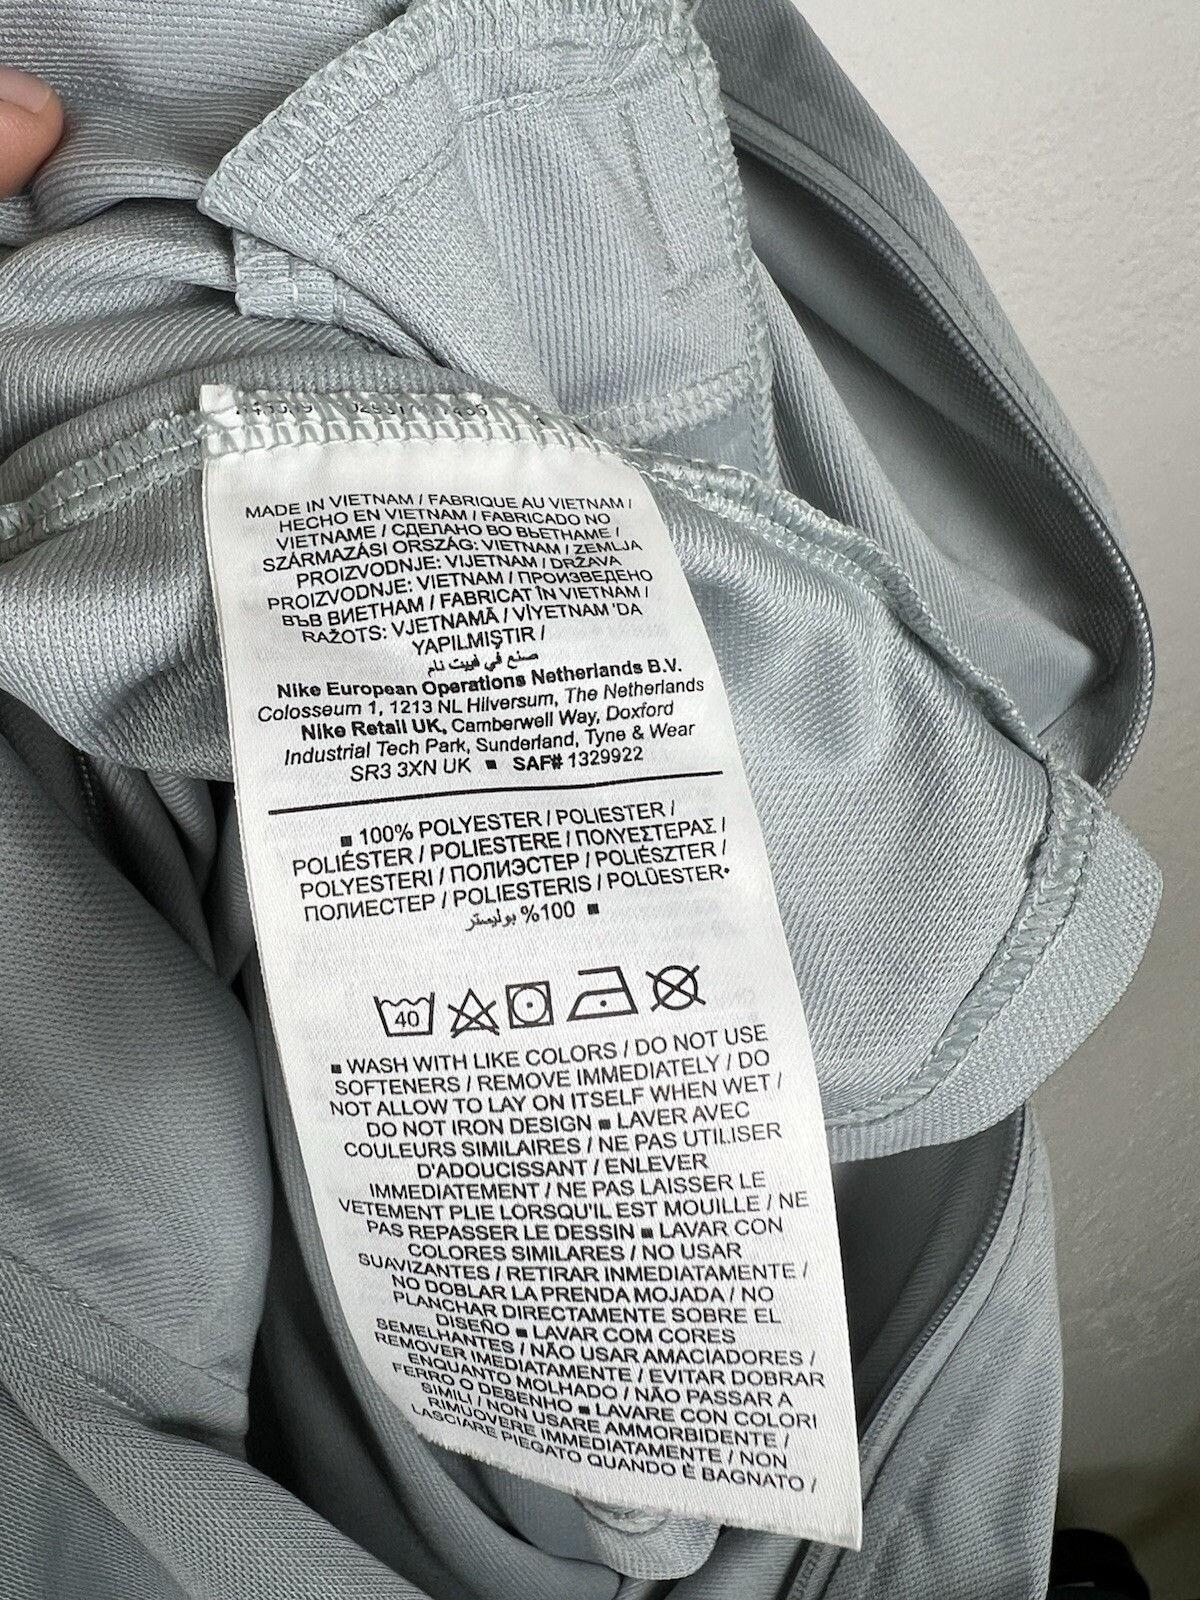 MADE IN VIETNAM / FABRIQUE AU VIETNAM /
HECHO EN VIETNAM / FABRICADO NO
VIETNAME / СДЕЛАНО ВО ВЬЕТНАМЕ /
SZÁRMAZÁSI ORSZÁG: VIETNAM / ZEMLJA
PROIZVODNJE: VIJETNAM / DRŽAVA
PROIZVODNJE: VIETNAM / ПРОИЗВЕДЕНО
ВЪВ ВИЕТНАМ / FABRICAT ÎN VIETNAM /
RAŽOTS: VJETNAMĀ / VİYETNAM 'DA
YAPILMIŞTIR /
صنع في فييت نام
Nike European Operations Netherlands B.V.
Colosseum 1, 1213 NL Hilversum, The Netherlands
Nike Retail UK, Camberwell Way, Doxford
Industrial Tech Park, Sunderland, Tyne & Wear
SR3 3XN UK ■ SAF# 1329922
■ 100% POLYESTER / POLIESTER /
POLIÉSTER / POLIESTERE / ΠΟΛΥΕΣΤΕΡΑΣ /
POLYESTERI / ПОЛИЭСТЕР / POLIÉSZTER /
ПОЛИЕСТЕР / POLIESTERIS / POLÜESTER•
100% بوليستر ■
40
■ WASH WITH LIKE COLORS / DO NOT USE
SOFTENERS / REMOVE IMMEDIATELY / DO
NOT ALLOW TO LAY ON ITSELF WHEN WET /
DO NOT IRON DESIGN ■ LAVER AVEC
COULEURS SIMILAIRES / NE PAS UTILISER
D'ADOUCISSANT / ENLEVER
IMMEDIATEMENT / NE PAS LAISSER LE
VETEMENT PLIE LORSQU'IL EST MOUILLE / NE
PAS REPASSER LE DESSIN ■ LAVAR CON
COLORES SIMILARES / NO USAR
SUAVIZANTES / RETIRAR INMEDIATAMENTE /
NO DOBLAR LA PRENDA MOJADA / NO
PLANCHAR DIRECTAMENTE SOBRE EL
DISEÑO ■ LAVAR COM CORES
SEMELHANTES / NÃO USAR AMACIADORES /
REMOVER IMEDIATAMENTE / EVITAR DOBRAR
ENQUANTO MOLHADO / NÃO PASSAR A
FERRO O DESENHO ■ LAVARE CON COLORI
SIMILI / NON USARE AMMORBIDENTE /
RIMUOVERE IMMEDIATAMENTE / NON
LASCIARE PIEGATO QUANDO È BAGNATO /